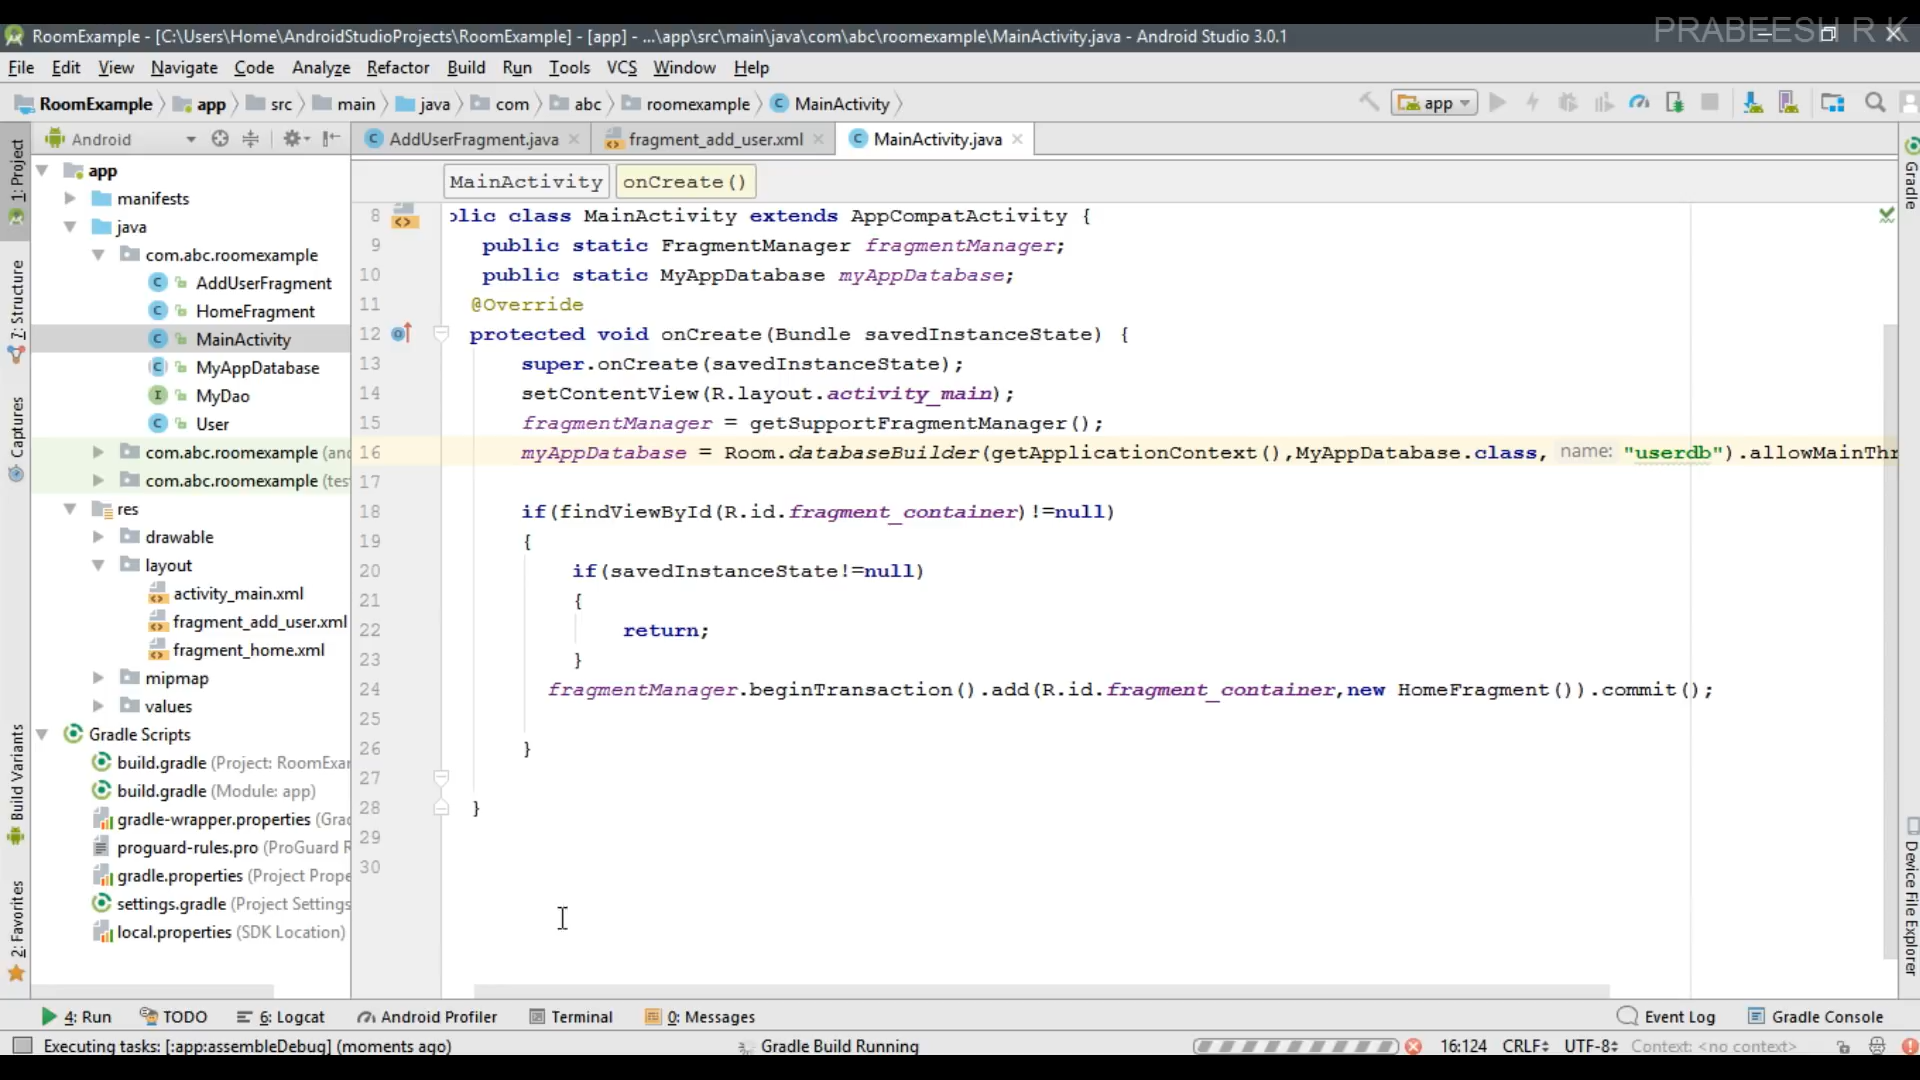 PRABEESH R K
RoomExample - [C:\Users\Home\AndroidStudioProjects\RoomExample] - [app] - ...\app\src\main\java\com\abc\roomexample\MainActivity.java - Android Studio 3.0.1
File Edit View Navigate Code Analyze Refactor Build Run Tools VCS Window Help
RoomExample app src main java com abc roomexample MainActivity app
Android AddUserFragment.java fragment_add_user.xml MainActivity.java
MainActivity onCreate()
1: Project
7: Structure
Captures
Build Variants
2: Favorites
app
manifests
java
com.abc.roomexample
AddUserFragment
HomeFragment
MainActivity
MyAppDatabase
MyDao
User
com.abc.roomexample (and
com.abc.roomexample (tes
res
drawable
layout
activity_main.xml
fragment_add_user.xml
fragment_home.xml
mipmap
values
Gradle Scripts
build.gradle (Project: RoomExar
build.gradle (Module: app)
gradle-wrapper.properties (Grad
proguard-rules.pro (ProGuard R
gradle.properties (Project Prope
settings.gradle (Project Settings
local.properties (SDK Location)
8 blic class MainActivity extends AppCompatActivity {
9 public static FragmentManager fragmentManager;
10 public static MyAppDatabase myAppDatabase;
11 @Override
12 protected void onCreate(Bundle savedInstanceState) {
13 super.onCreate(savedInstanceState);
14 setContentView(R.layout.activity_main);
15 fragmentManager = getSupportFragmentManager();
16 myAppDatabase = Room.databaseBuilder(getApplicationContext(),MyAppDatabase.class, name: "userdb").allowMainThr
17
18 if(findViewById(R.id.fragment_container)!=null)
19 {
20 if(savedInstanceState!=null)
21 {
22 return;
23 }
24 fragmentManager.beginTransaction().add(R.id.fragment_container,new HomeFragment()).commit();
25
26 }
27
28 }
29
30
Gradle
Device File Explorer
4: Run TODO 6: Logcat Android Profiler Terminal 0: Messages Event Log Gradle Console
Executing tasks: [:app:assembleDebug] (moments ago) Gradle Build Running 16:124 CRLF UTF-8 Context: <no context>